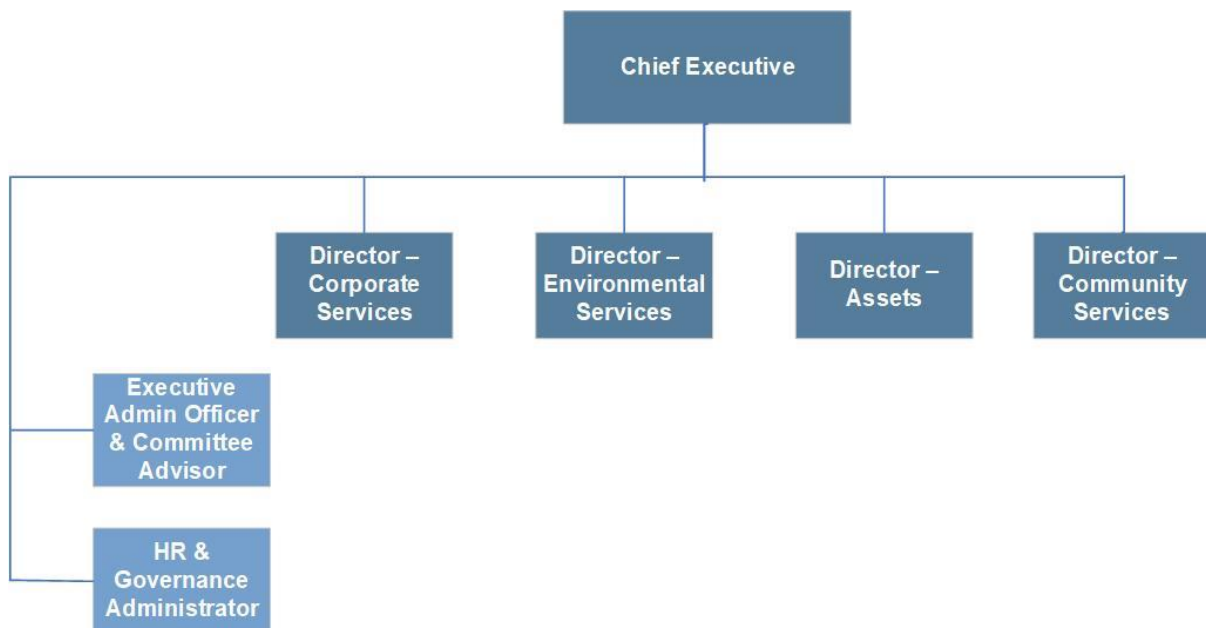 Chief Executive
Director –
Corporate
Services
Director –
Environmental
Services
Director –
Assets
Director –
Community
Services
Executive
Admin Officer
& Committee
Advisor
HR &
Governance
Administrator